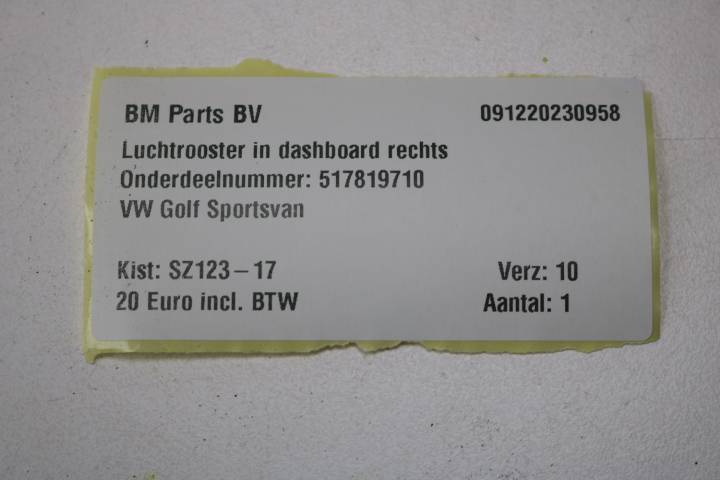 BM Parts BV 091220230958
Luchtrooster in dashboard rechts
Onderdeelnummer: 517819710
VW Golf Sportsvan
Kist: SZ123-17 Verz: 10
20 Euro incl. BTW Aantal: 1